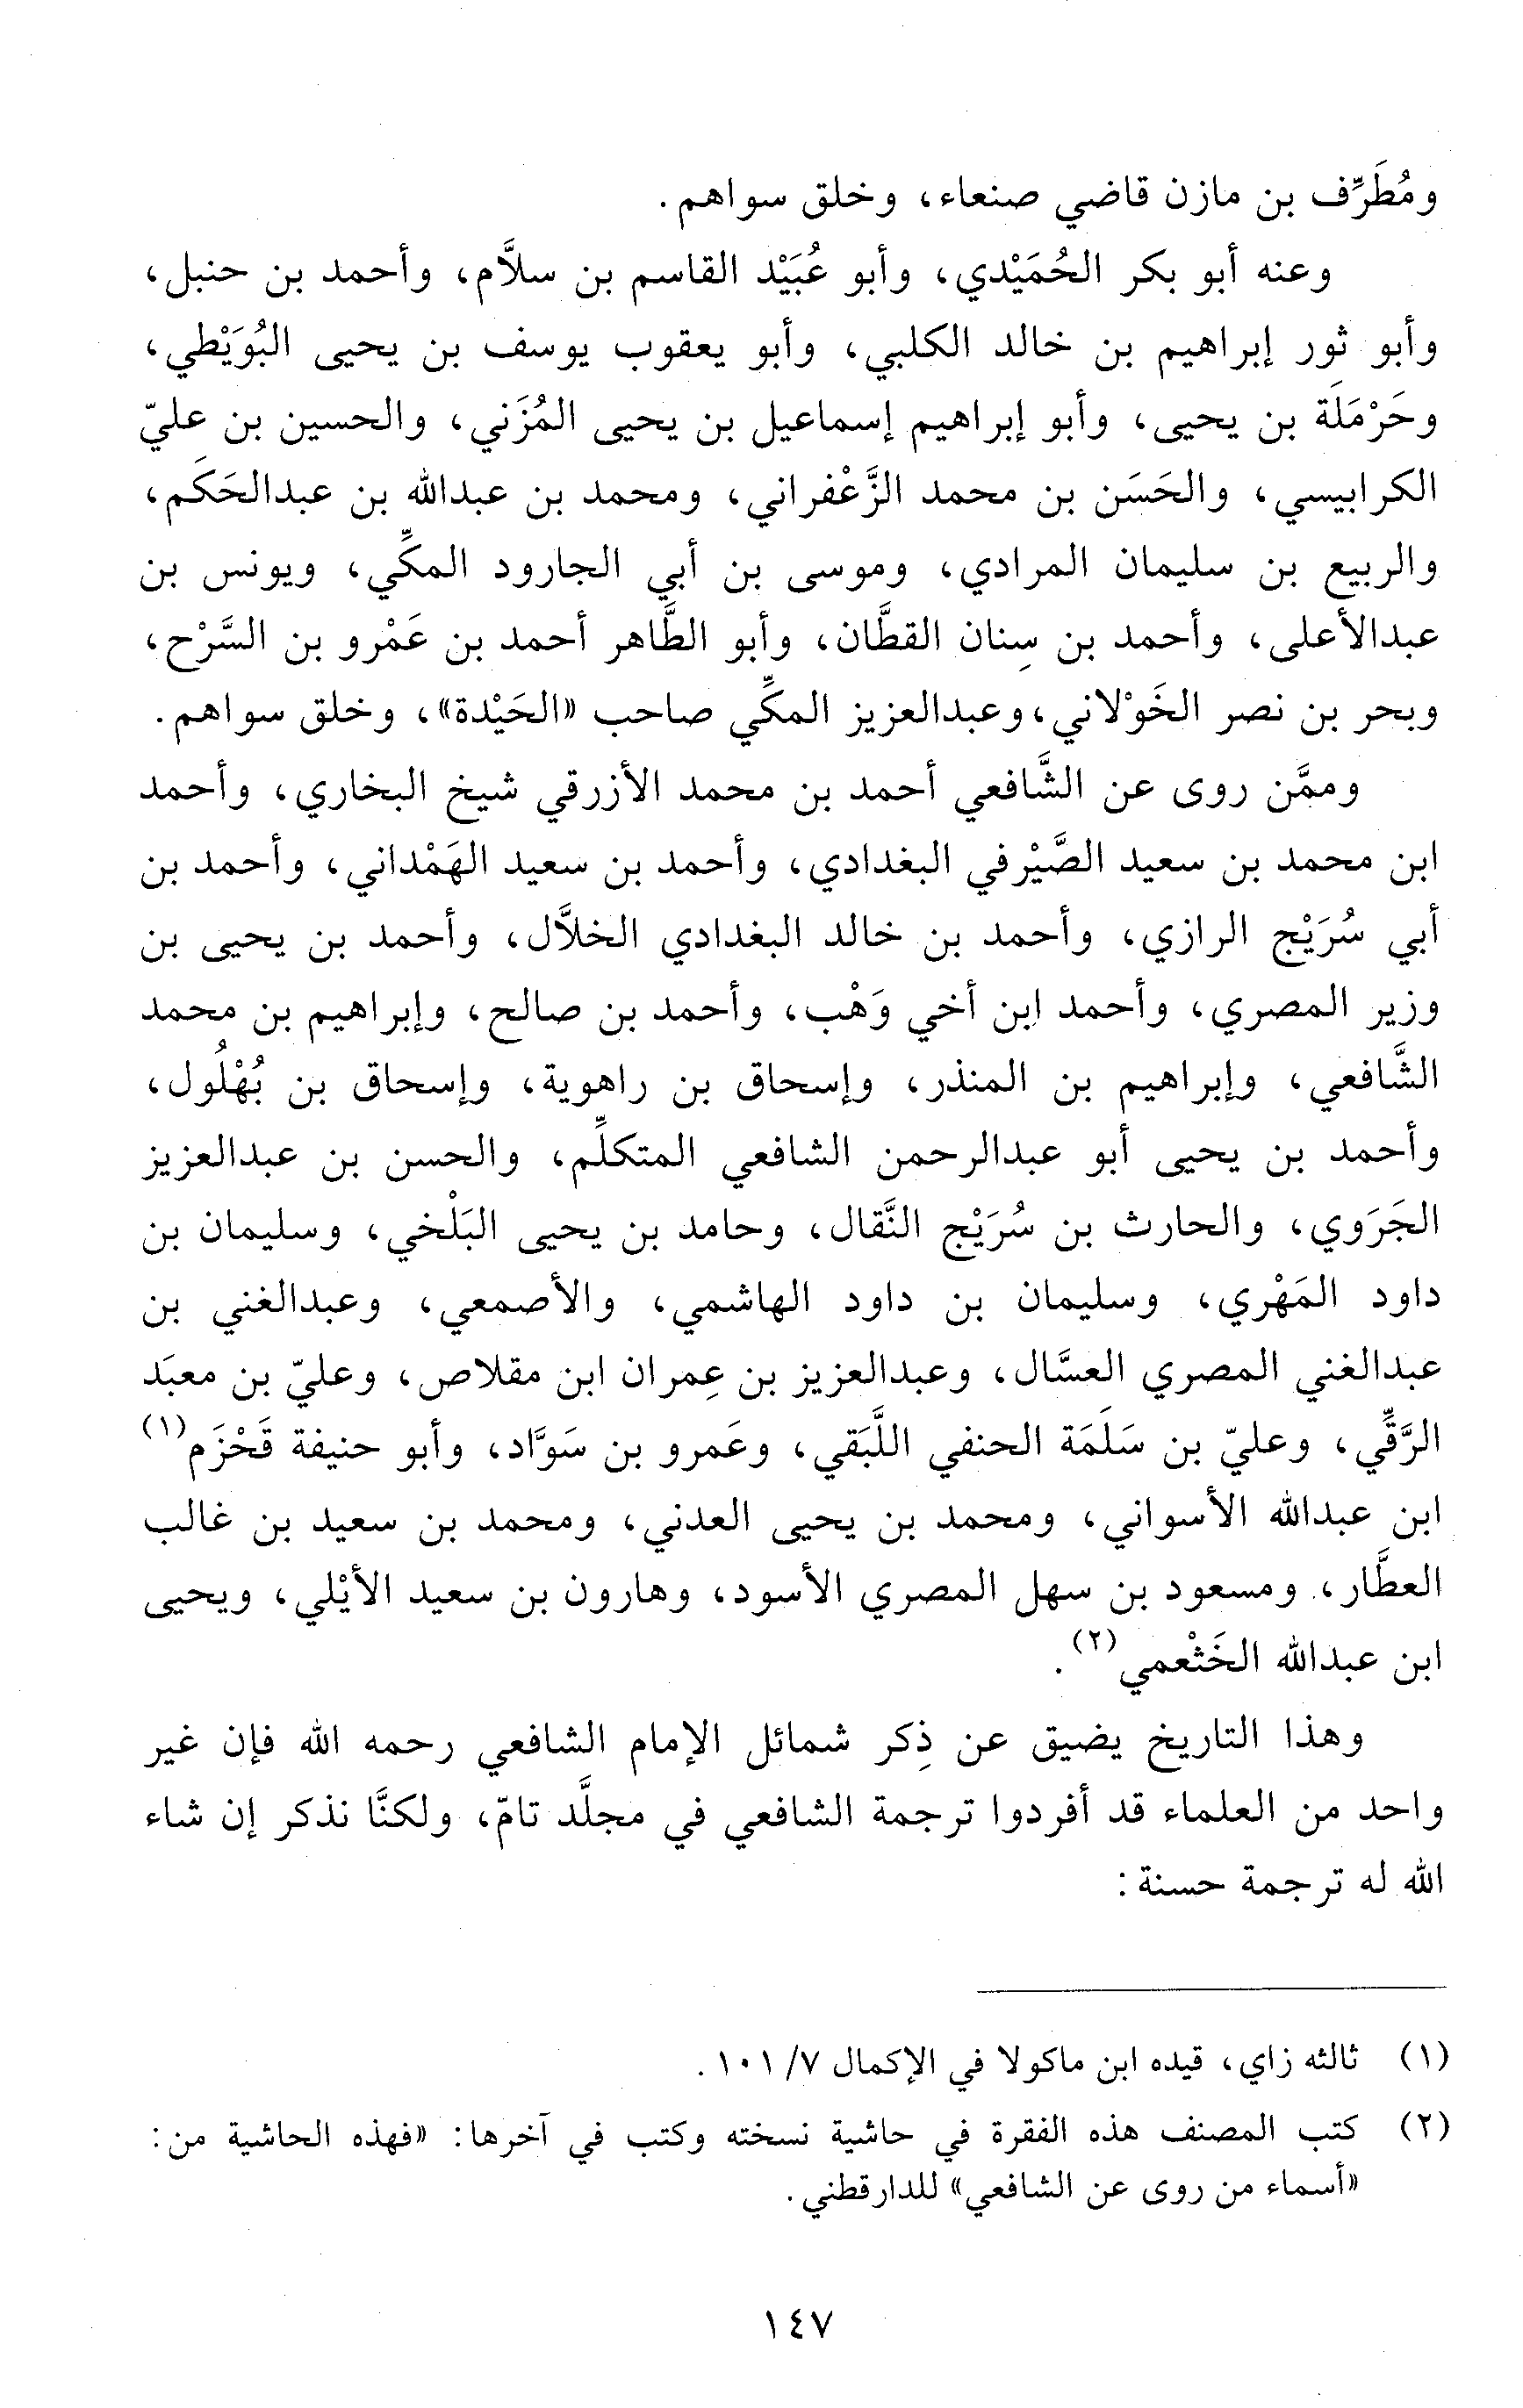 ومُطَرِّف بن مازن قاضي صنعاء، وخلق سواهم.
وعنه أبو بكر الحُمَيْدي، وأبو عُبَيْد القاسم بن سلاَّم، وأحمد بن حنبل،
وأبو ثور إبراهيم بن خالد الكلبي، وأبو يعقوب يوسف بن يحيى البُوَيْطي،
وحَرْمَلَة بن يحيى، وأبو إبراهيم إسماعيل بن يحيى المُزَني، والحسين بن عليّ
الكرابيسي، والحَسَن بن محمد الزَّعْفراني، ومحمد بن عبدالله بن عبدالحَكَم،
والربيع بن سليمان المرادي، وموسى بن أبي الجارود المكِّي، ويونس بن
عبدالأعلى، وأحمد بن سِنان القطَّان، وأبو الطَّاهر أحمد بن عَمْرو بن السَّرْح،
وبحر بن نصر الخَوْلاني، وعبدالعزيز المكِّي صاحب «الحَيْدة»، وخلق سواهم.
وممَّن روى عن الشَّافعي أحمد بن محمد الأزرقي شيخ البخاري، وأحمد
ابن محمد بن سعيد الصَّيْرفي البغدادي، وأحمد بن سعيد الهَمْداني، وأحمد بن
أبي سُرَيْج الرازي، وأحمد بن خالد البغدادي الخلاَّل، وأحمد بن يحيى بن
وزير المصري، وأحمد ابن أخي وَهْب، وأحمد بن صالح، وإبراهيم بن محمد
الشَّافعي، وإبراهيم بن المنذر، وإسحاق بن راهوية، وإسحاق بن بُهْلُول،
وأحمد بن يحيى أبو عبدالرحمن الشافعي المتكلِّم، والحسن بن عبدالعزيز
الجَرَوي، والحارث بن سُرَيْج النَّقال، وحامد بن يحيى البَلْخي، وسليمان بن
داود المَهْري، وسليمان بن داود الهاشمي، والأصمعي، وعبدالغني بن
عبدالغني المصري العسَّال، وعبدالعزيز بن عِمران ابن مقلاص، وعليّ بن معبَد
الرَّقِّي، وعليّ بن سَلَمَة الحنفي اللَّبَقي، وعَمرو بن سَوَّاد، وأبو حنيفة قَحْزَم(١)
ابن عبدالله الأسواني، ومحمد بن يحيى العدني، ومحمد بن سعيد بن غالب
العطَّار، ومسعود بن سهل المصري الأسود، وهارون بن سعيد الأيْلي، ويحيى
ابن عبدالله الخَثْعمي(٢).
وهذا التاريخ يضيق عن ذِكر شمائل الإمام الشافعي رحمه الله فإن غير
واحد من العلماء قد أفردوا ترجمة الشافعي في مجلَّد تامّ، ولكنَّا نذكر إن شاء
الله له ترجمة حسنة:
(١) ثالثه زاي، قيده ابن ماكولا في الإكمال ٧/ ١٠١.
(٢) كتب المصنف هذه الفقرة في حاشية نسخته وكتب في آخرها: «فهذه الحاشية من:
«أسماء من روى عن الشافعي» للدارقطني.
١٤٧